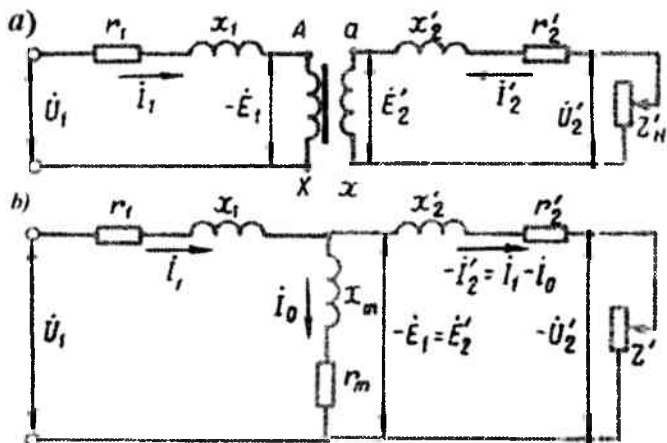 a) r₁ x₁ A a x′₂ r′₂
U̇₁ İ₁ -Ė₁ Ė′₂ İ′₂ U̇′₂ Z′н
X x
b) r₁ x₁ x′₂ r′₂
İ₁ İ₀ xₘ -İ′₂ = İ₁ - İ₀
U̇₁ -Ė₁ = Ė′₂ -U̇′₂ Z′
rₘ